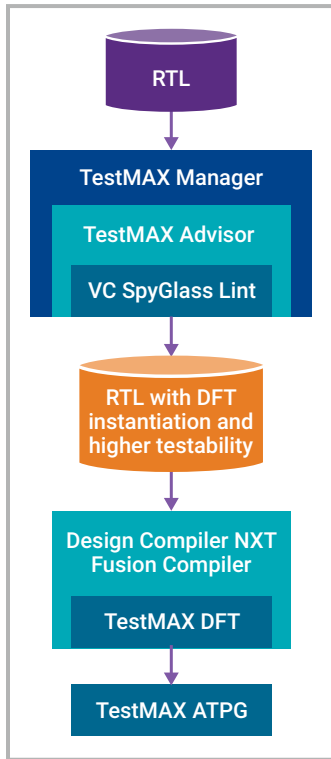 RTL
TestMAX Manager
TestMAX Advisor
VC SpyGlass Lint
RTL with DFT
instantiation and
higher testability
Design Compiler NXT
Fusion Compiler
TestMAX DFT
TestMAX ATPG